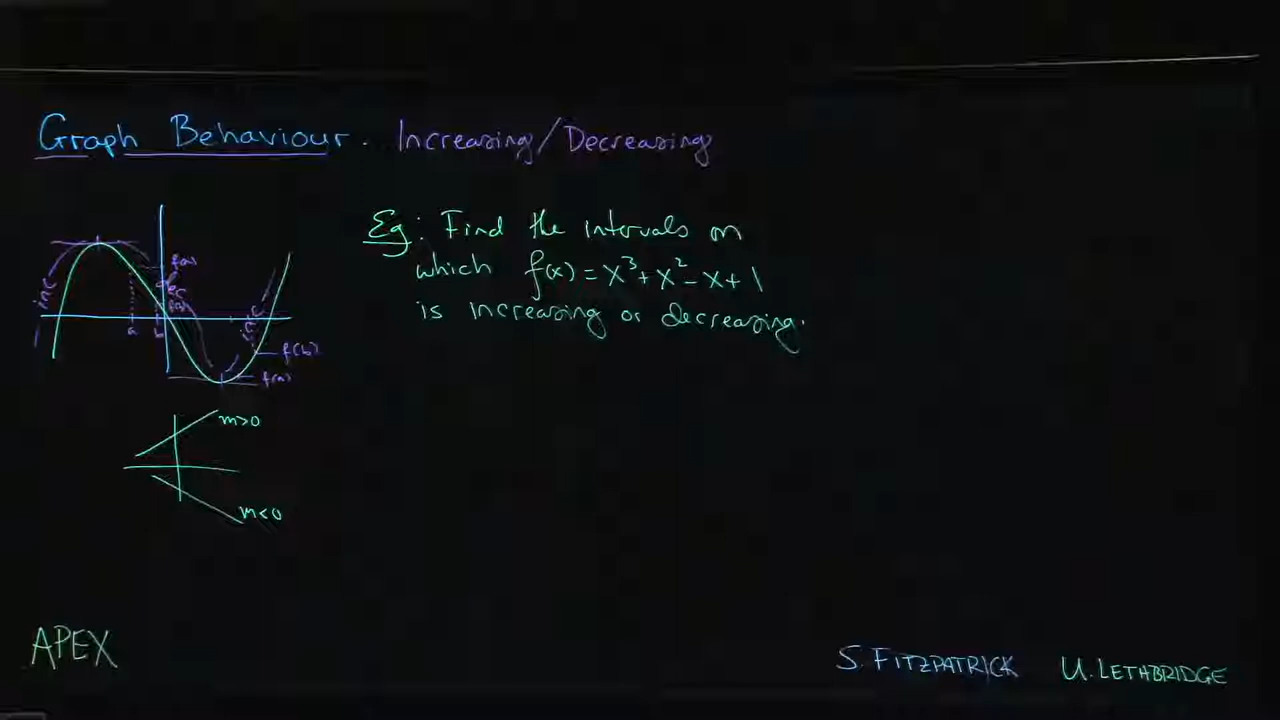 Graph Behaviour. Increasing/Decreasing
Eg: Find the intervals on
which f(x) = x³ + x² - x + 1
is increasing or decreasing.
inc
dec
f(a)
a
b
f(b)
f(a)
m>0
m<0
APEX
S. FITZPATRICK U. LETHBRIDGE